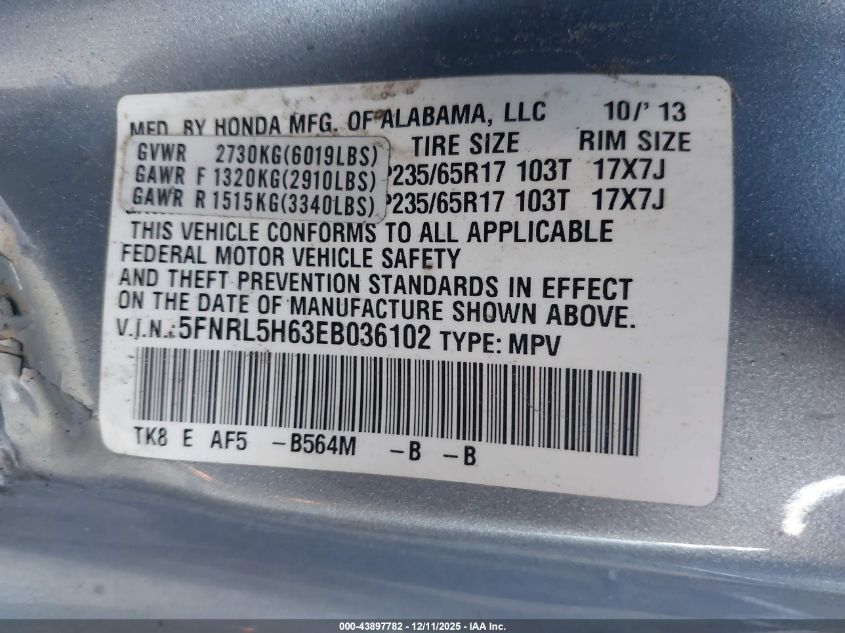 MFD. BY HONDA MFG. OF ALABAMA, LLC 10/'13
TIRE SIZE RIM SIZE
GVWR 2730KG(6019LBS)
GAWR F 1320KG(2910LBS) P235/65R17 103T 17X7J
GAWR R 1515KG(3340LBS) P235/65R17 103T 17X7J
THIS VEHICLE CONFORMS TO ALL APPLICABLE
FEDERAL MOTOR VEHICLE SAFETY
AND THEFT PREVENTION STANDARDS IN EFFECT
ON THE DATE OF MANUFACTURE SHOWN ABOVE.
V.I.N.: 5FNRL5H63EB036102 TYPE: MPV
TK8 E AF5 -B564M -B -B
000-43897782 - 12/11/2025 - IAA Inc.